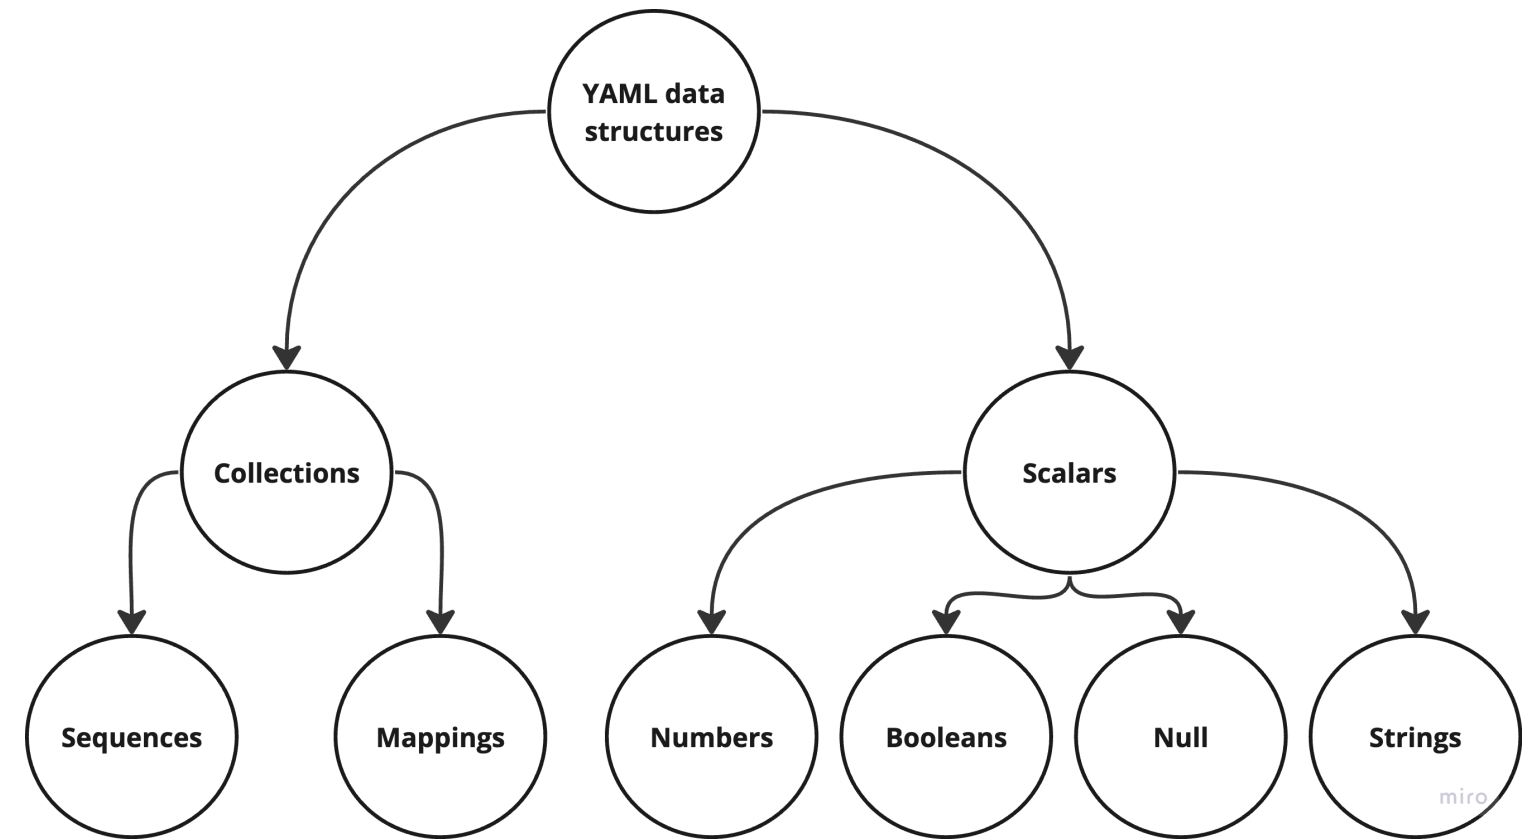 YAML data
structures
Collections
Scalars
Sequences
Mappings
Numbers
Booleans
Null
Strings
miro